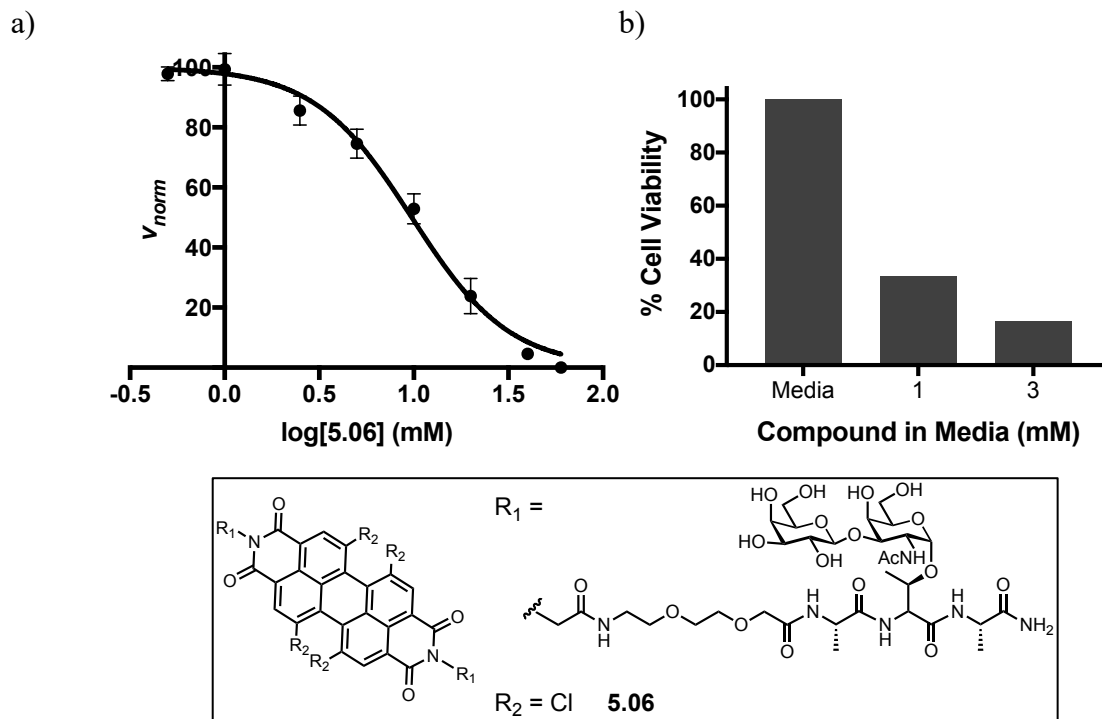 a)
b)
100
80
60
40
20
v_norm
-0.5 0.0 0.5 1.0 1.5 2.0
log[5.06] (mM)
100
80
60
40
20
0
% Cell Viability
Media 1 3
Compound in Media (mM)
R₁ =
R₁
N
O
O
R₂
R₂
R₂
R₂
O
O
N
R₁
HO OH
O
HO
OH
O
HO OH
O
AcNH
O
O
N
H
O
O
O
H
N
O
N
H
O
H
N
O
NH₂
R₂ = Cl 5.06